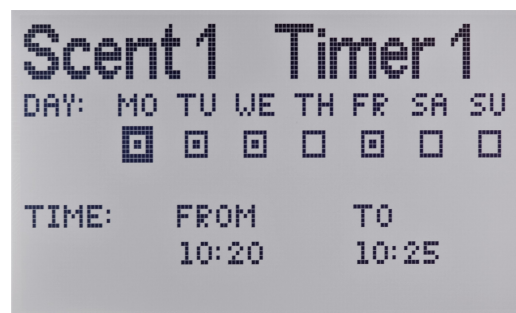 Scent 1 Timer 1
DAY: MO TU WE TH FR SA SU
TIME: FROM TO
10:20 10:25